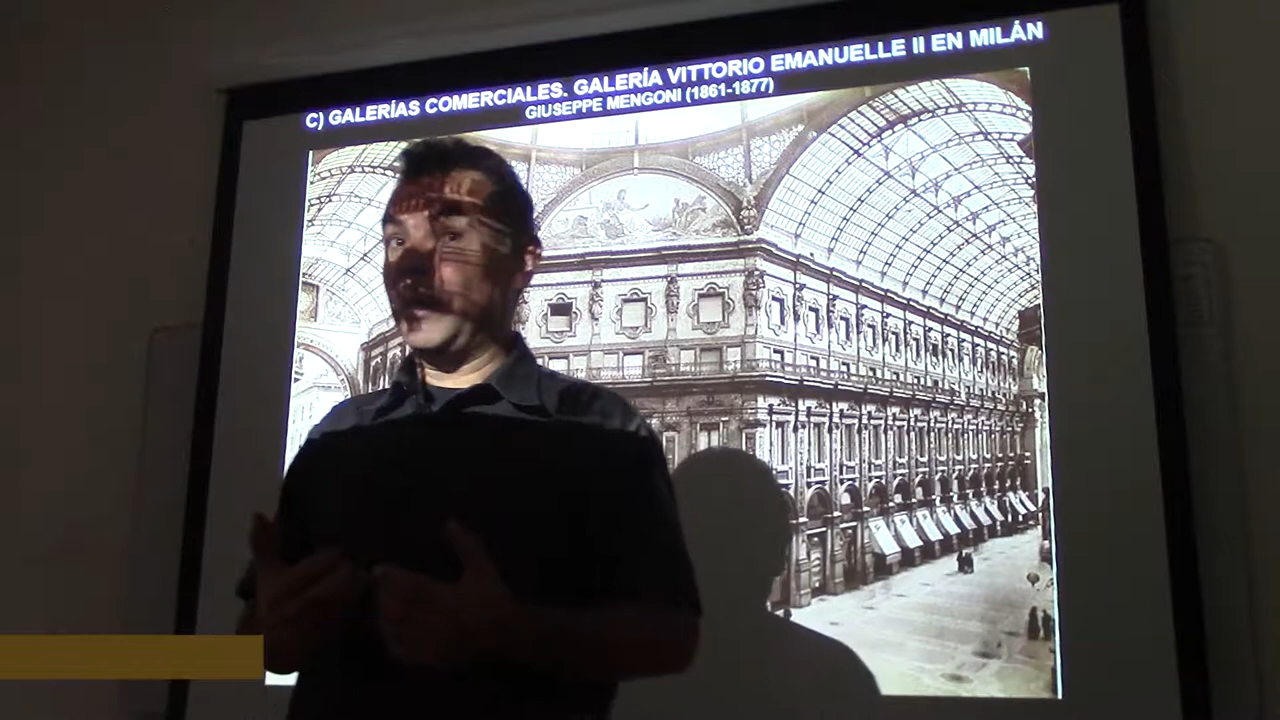 C) GALERÍAS COMERCIALES. GALERÍA VITTORIO EMANUELLE II EN MILÁN
GIUSEPPE MENGONI (1861-1877)